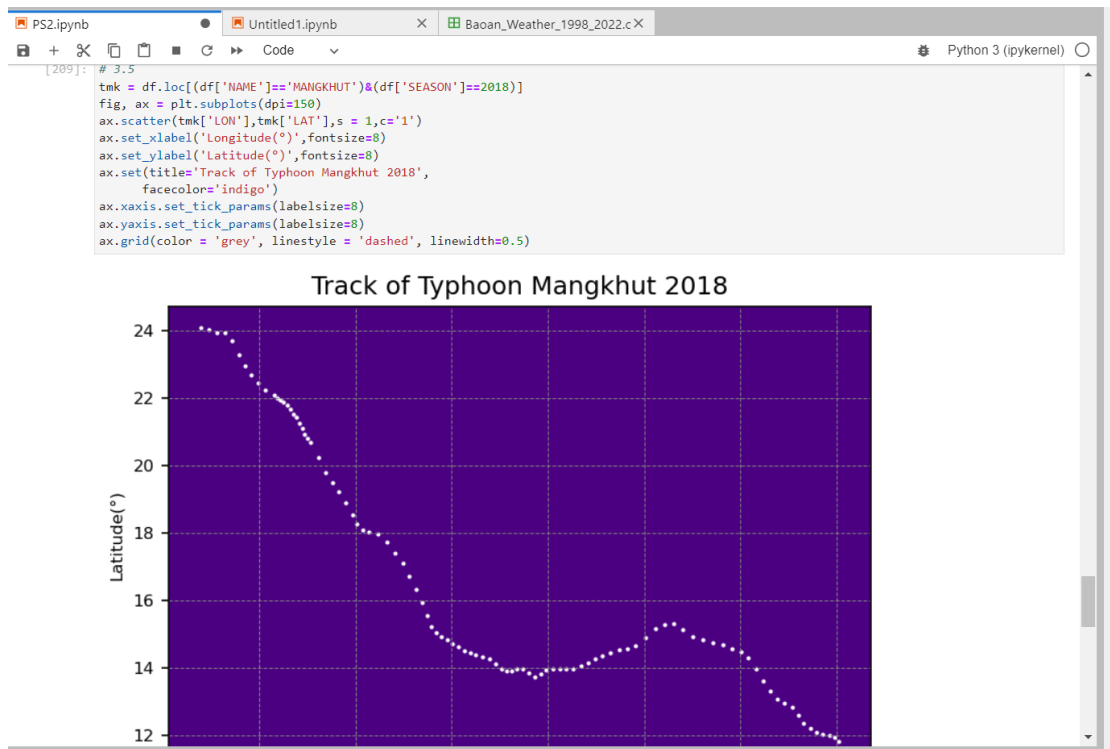 PS2.ipynb
Untitled1.ipynb
Baoan_Weather_1998_2022.c
Code
Python 3 (ipykernel)
[209]: # 3.5
tmk = df.loc[(df['NAME']=='MANGKHUT')&(df['SEASON']==2018)]
fig, ax = plt.subplots(dpi=150)
ax.scatter(tmk['LON'],tmk['LAT'],s = 1,c='1')
ax.set_xlabel('Longitude(°)',fontsize=8)
ax.set_ylabel('Latitude(°)',fontsize=8)
ax.set(title='Track of Typhoon Mangkhut 2018',
facecolor='indigo')
ax.xaxis.set_tick_params(labelsize=8)
ax.yaxis.set_tick_params(labelsize=8)
ax.grid(color = 'grey', linestyle = 'dashed', linewidth=0.5)
Track of Typhoon Mangkhut 2018
24
22
20
18
16
14
12
Latitude(°)